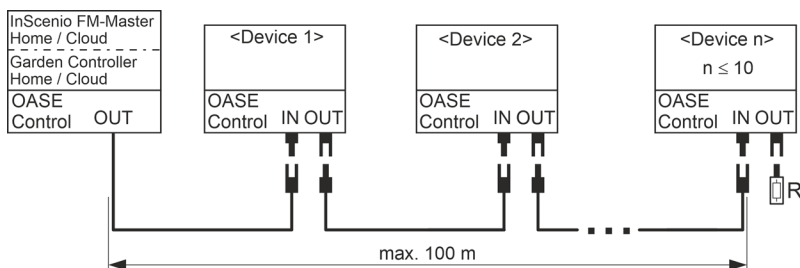 InScenio FM-Master
Home / Cloud
Garden Controller
Home / Cloud
OASE
Control OUT
<Device 1>
OASE
Control IN OUT
<Device 2>
OASE
Control IN OUT
<Device n>
n ≤ 10
OASE
Control IN OUT
R
max. 100 m